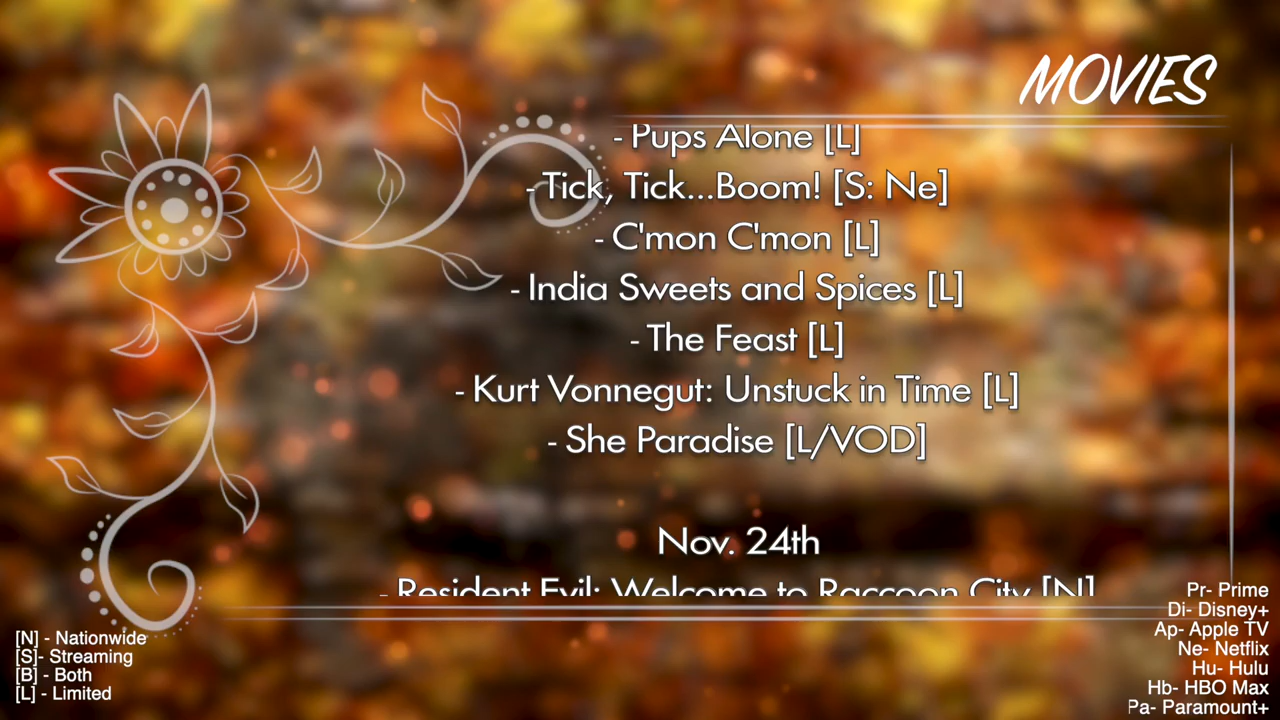 MOVIES
- Pups Alone [L]
- Tick, Tick...Boom! [S: Ne]
- C'mon C'mon [L]
- India Sweets and Spices [L]
- The Feast [L]
- Kurt Vonnegut: Unstuck in Time [L]
- She Paradise [L/VOD]
Nov. 24th
- Resident Evil: Welcome to Raccoon City [N]
[N] - Nationwide
[S]- Streaming
[B] - Both
[L] - Limited
Pr- Prime
Di- Disney+
Ap- Apple TV
Ne- Netflix
Hu- Hulu
Hb- HBO Max
Pa- Paramount+